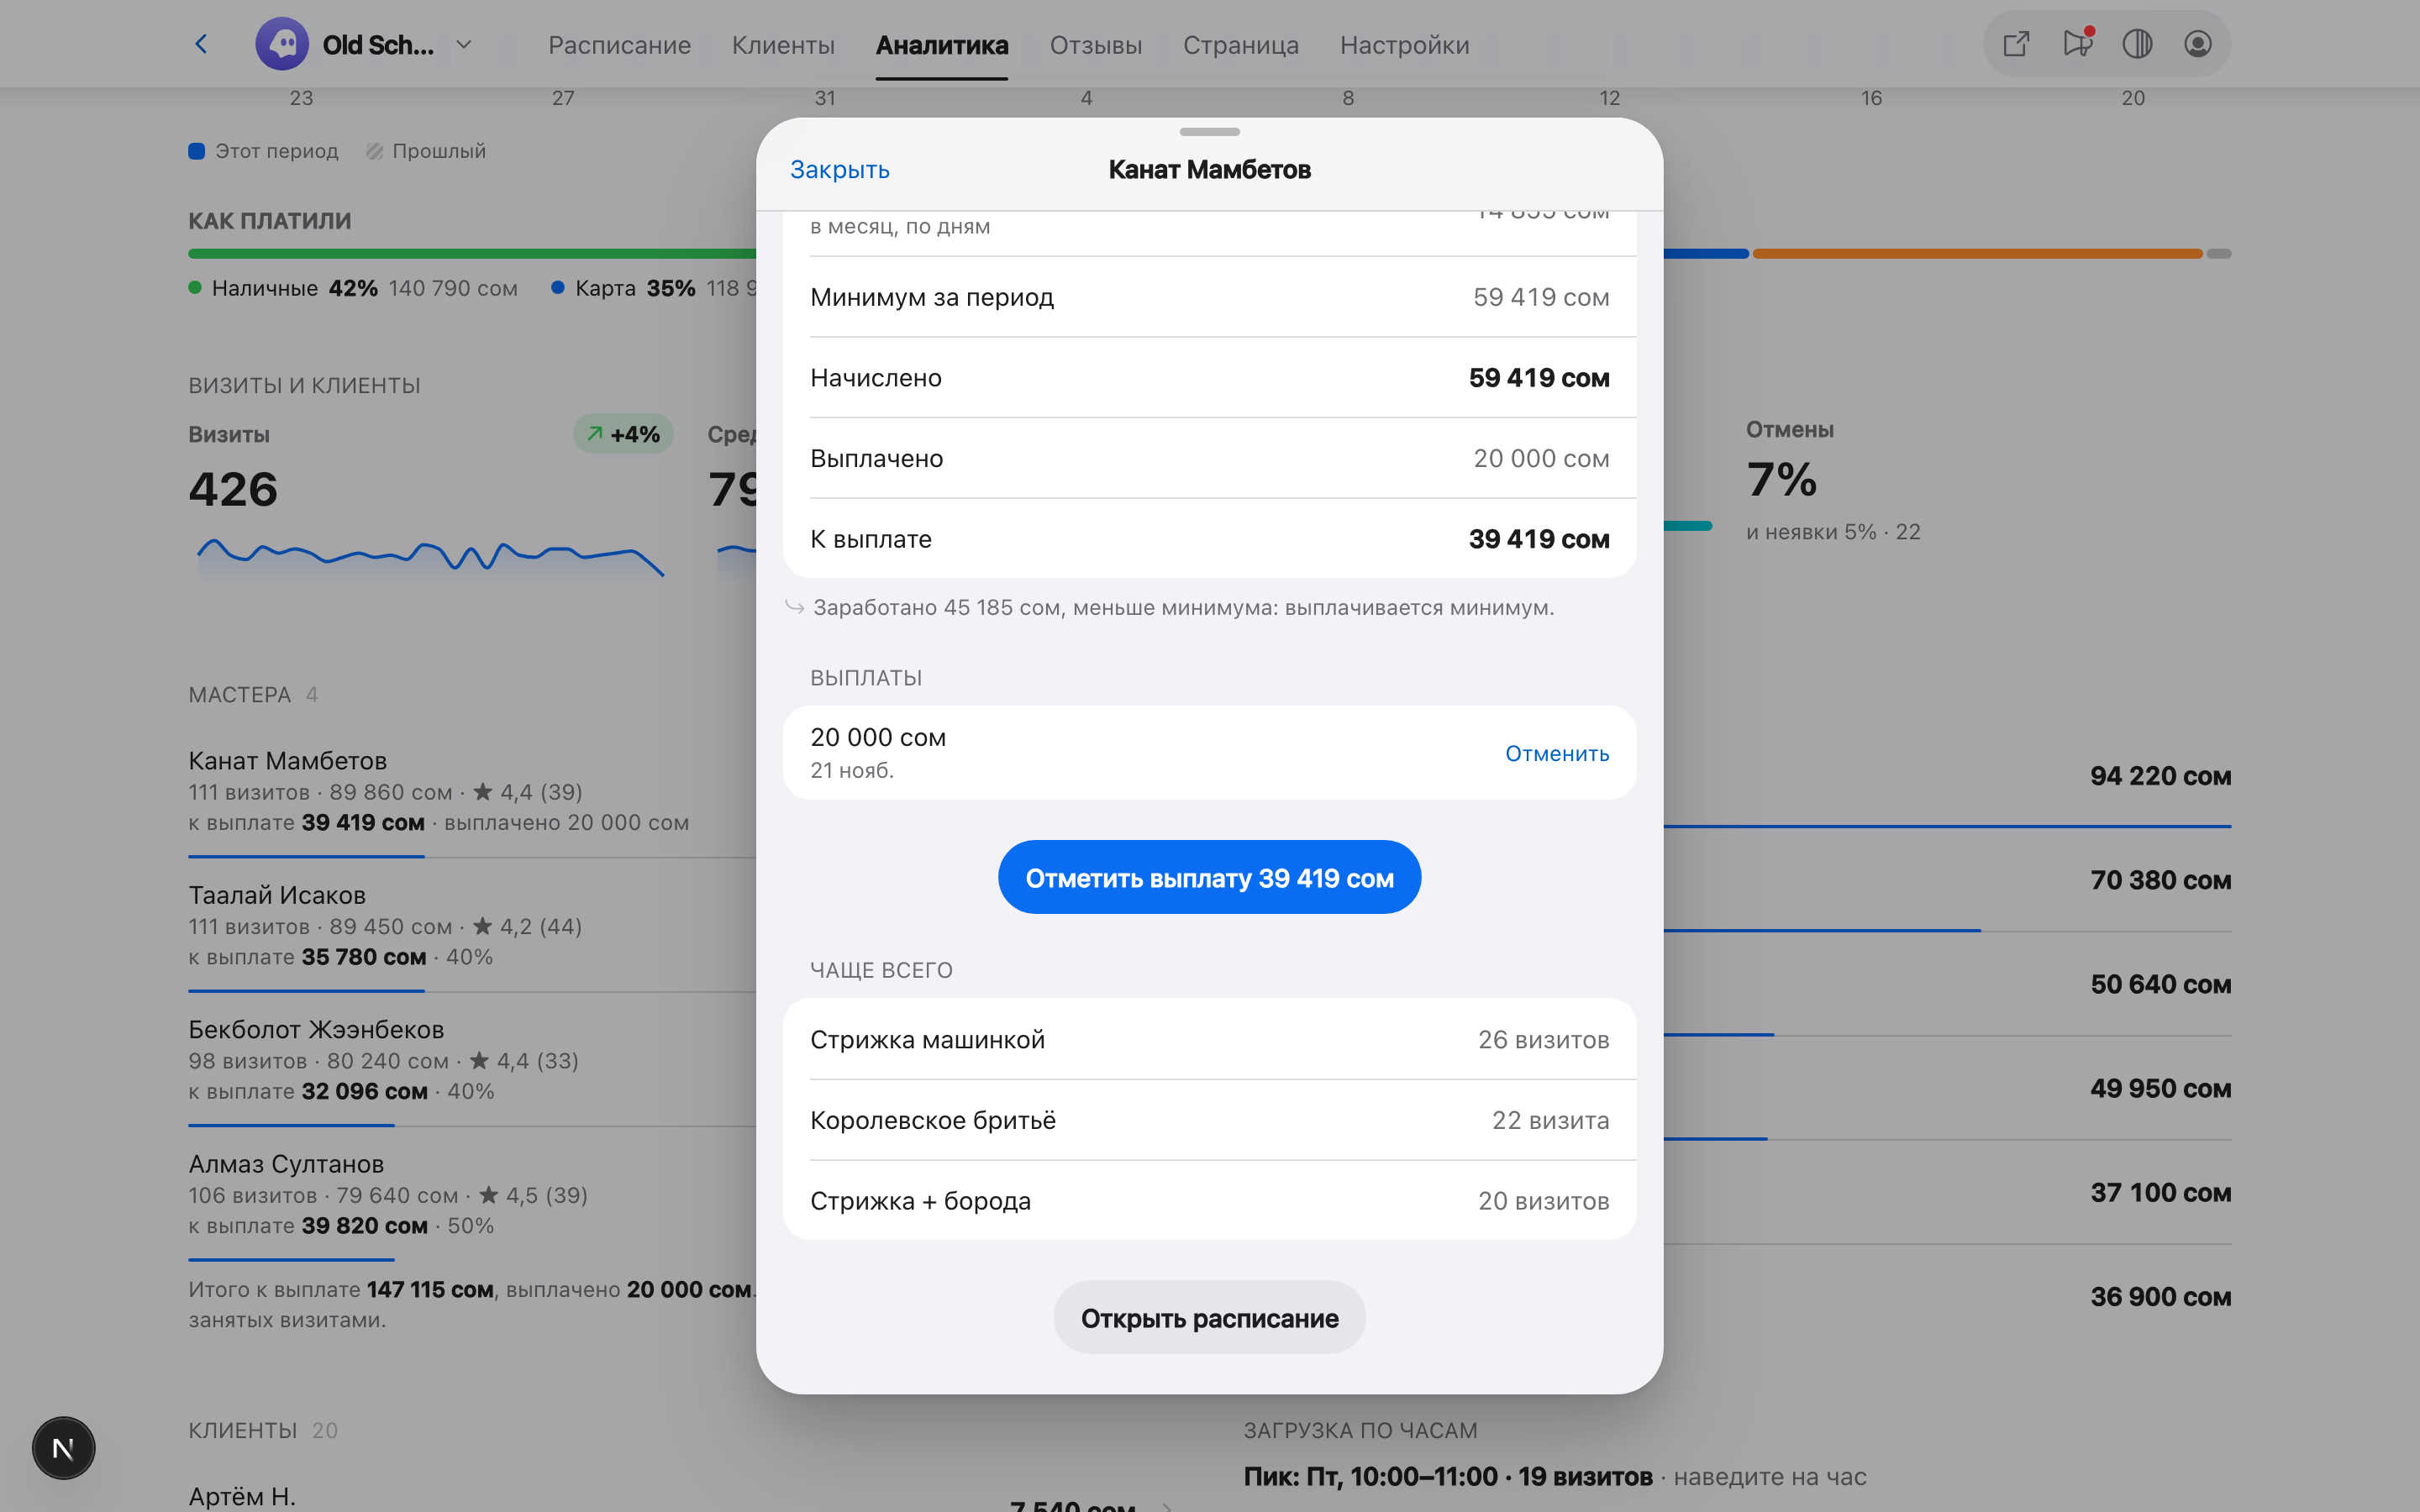 Old Sch...
Расписание
Клиенты
Аналитика
Отзывы
Страница
Настройки
23
27
31
4
8
12
16
20
Этот период
Прошлый
КАК ПЛАТИЛИ
Наличные 42% 140 790 сом
Карта 35% 118 9
ВИЗИТЫ И КЛИЕНТЫ
Визиты
+4%
426
Сред
79
Отмены
7%
и неявки 5% · 22
МАСТЕРА 4
Канат Мамбетов
111 визитов · 89 860 сом · ★ 4,4 (39)
к выплате 39 419 сом · выплачено 20 000 сом
Таалай Исаков
111 визитов · 89 450 сом · ★ 4,2 (44)
к выплате 35 780 сом · 40%
Бекболот Жээнбеков
98 визитов · 80 240 сом · ★ 4,4 (33)
к выплате 32 096 сом · 40%
Алмаз Султанов
106 визитов · 79 640 сом · ★ 4,5 (39)
к выплате 39 820 сом · 50%
Итого к выплате 147 115 сом, выплачено 20 000 сом.
занятых визитами.
94 220 сом
70 380 сом
50 640 сом
49 950 сом
37 100 сом
36 900 сом
КЛИЕНТЫ 20
Артём Н.
7 540 сом
ЗАГРУЗКА ПО ЧАСАМ
Пик: Пт, 10:00–11:00 · 19 визитов · наведите на час
N
Закрыть
Канат Мамбетов
в месяц, по дням
Минимум за период
59 419 сом
Начислено
59 419 сом
Выплачено
20 000 сом
К выплате
39 419 сом
Заработано 45 185 сом, меньше минимума: выплачивается минимум.
ВЫПЛАТЫ
20 000 сом
21 нояб.
Отменить
Отметить выплату 39 419 сом
ЧАЩЕ ВСЕГО
Стрижка машинкой
26 визитов
Королевское бритьё
22 визита
Стрижка + борода
20 визитов
Открыть расписание